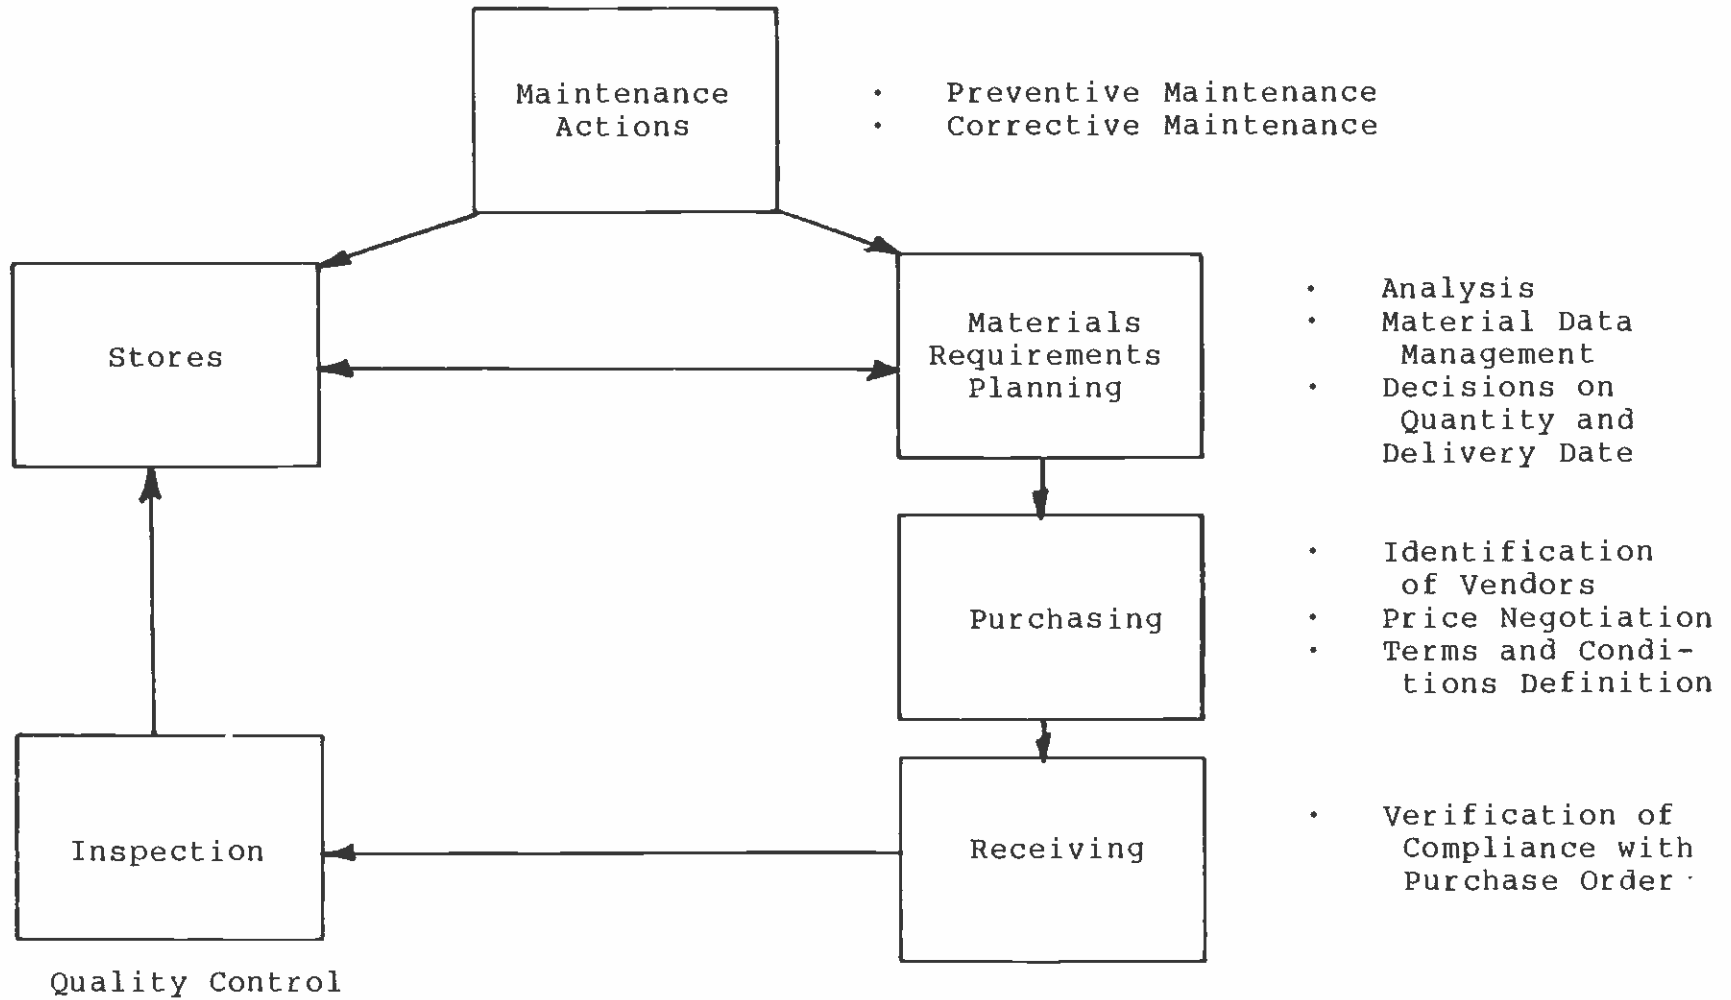 Maintenance
Actions
· Preventive Maintenance
· Corrective Maintenance
Stores
Materials
Requirements
Planning
· Analysis
· Material Data
Management
· Decisions on
Quantity and
Delivery Date
Purchasing
· Identification
of Vendors
· Price Negotiation
· Terms and Condi-
tions Definition
Inspection
Receiving
· Verification of
Compliance with
Purchase Order
Quality Control